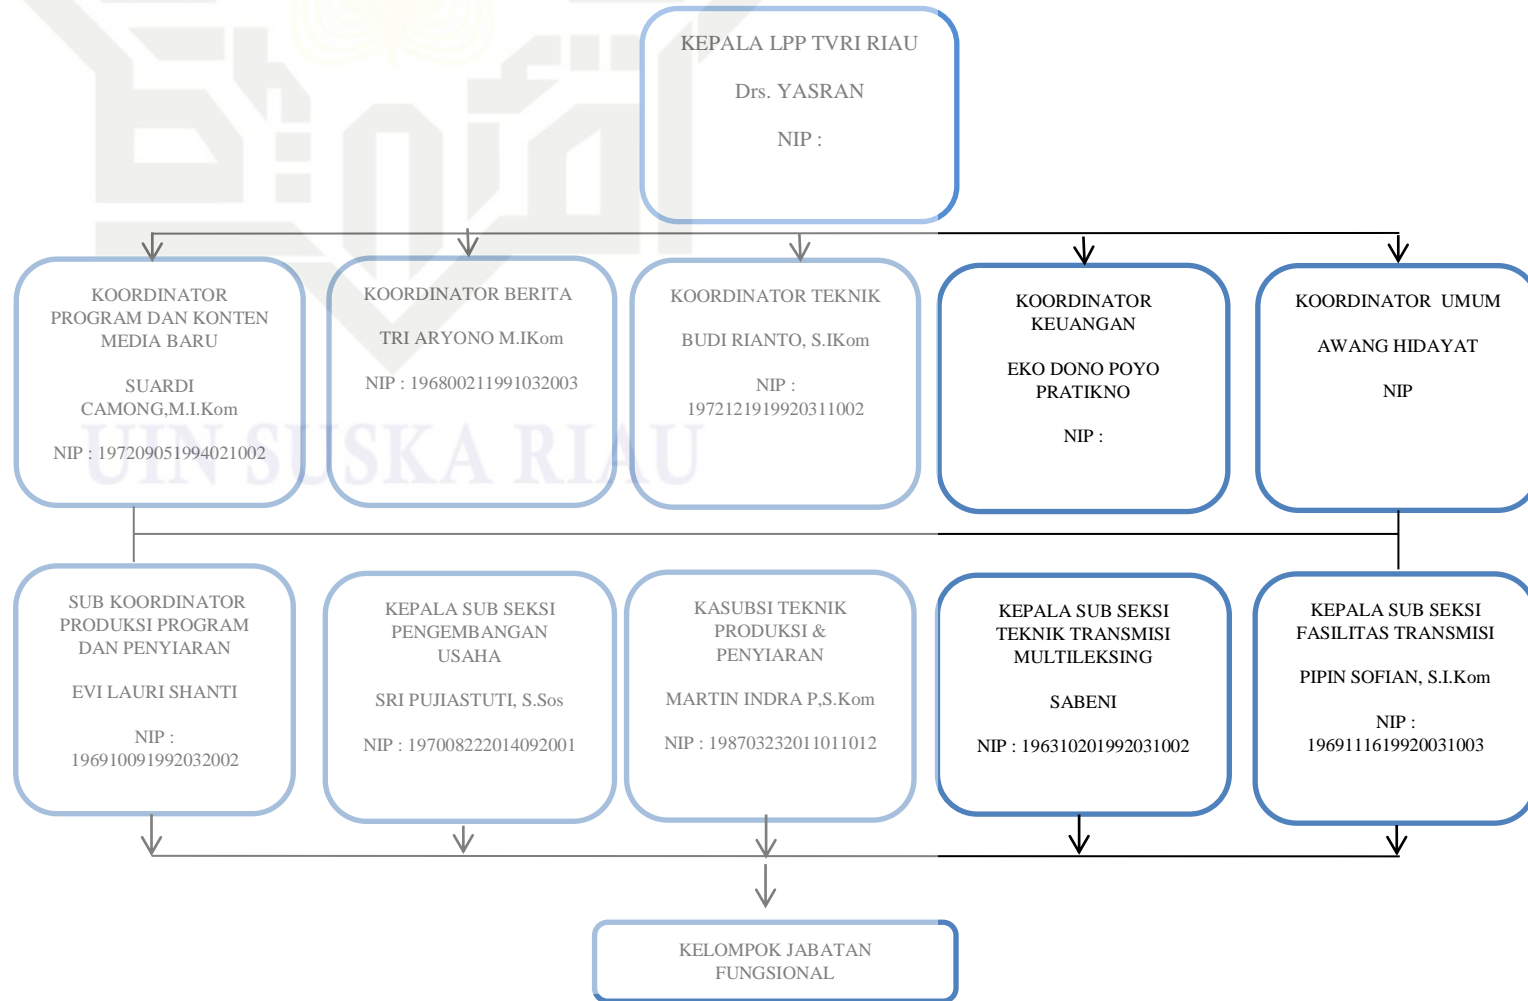 KEPALA LPP TVRI RIAU
Drs. YASRAN
NIP :
KOORDINATOR
PROGRAM DAN KONTEN
MEDIA BARU
SUARDI
CAMONG,M.I.Kom
NIP : 197209051994021002
KOORDINATOR BERITA
TRI ARYONO M.IKom
NIP : 196800211991032003
KOORDINATOR TEKNIK
BUDI RIANTO, S.IKom
NIP :
1972121919920311002
KOORDINATOR
KEUANGAN
EKO DONO POYO
PRATIKNO
NIP :
KOORDINATOR  UMUM
AWANG HIDAYAT
NIP
UIN SUSKA RIAU
SUB KOORDINATOR
PRODUKSI PROGRAM
DAN PENYIARAN
EVI LAURI SHANTI
NIP :
196910091992032002
KEPALA SUB SEKSI
PENGEMBANGAN
USAHA
SRI PUJIASTUTI, S.Sos
NIP : 197008222014092001
KASUBSI TEKNIK
PRODUKSI &
PENYIARAN
MARTIN INDRA P,S.Kom
NIP : 198703232011011012
KEPALA SUB SEKSI
TEKNIK TRANSMISI
MULTILEKSING
SABENI
NIP : 196310201992031002
KEPALA SUB SEKSI
FASILITAS TRANSMISI
PIPIN SOFIAN, S.I.Kom
NIP :
1969111619920031003
KELOMPOK JABATAN
FUNGSIONAL